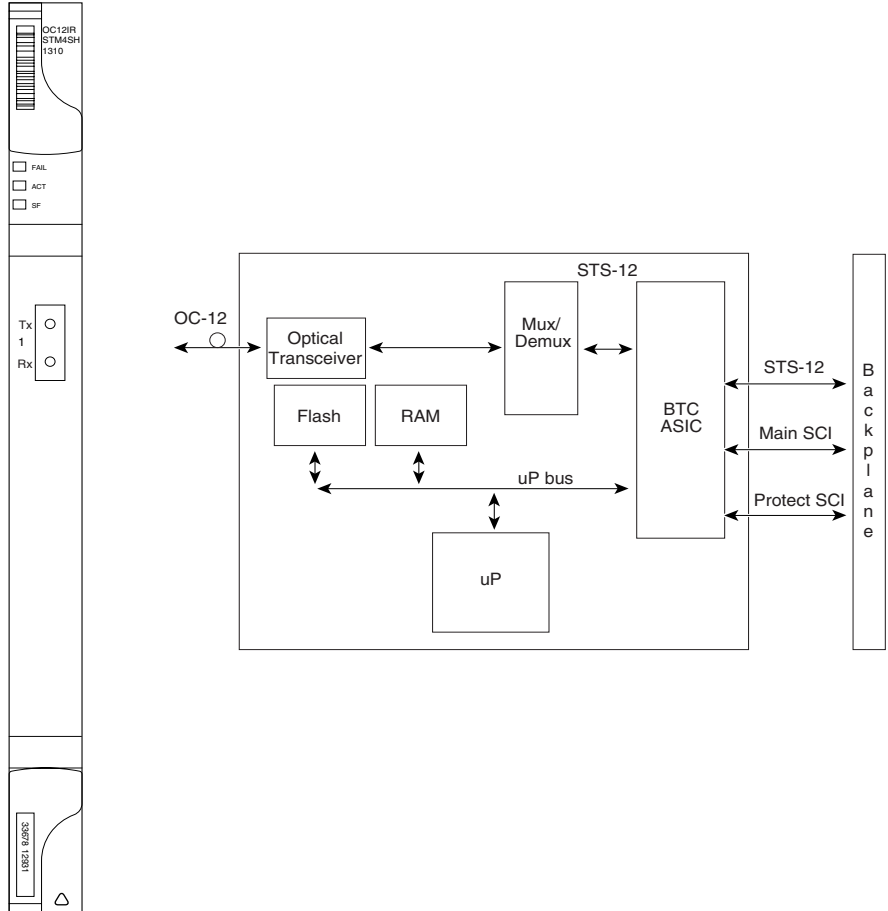 OC12IR
STM4SH
1310
FAIL
ACT
SF
Tx
1
Rx
33678 12931
OC-12
Optical
Transceiver
Flash
RAM
uP bus
uP
STS-12
Mux/
Demux
BTC
ASIC
STS-12
Main SCI
Protect SCI
Backplane